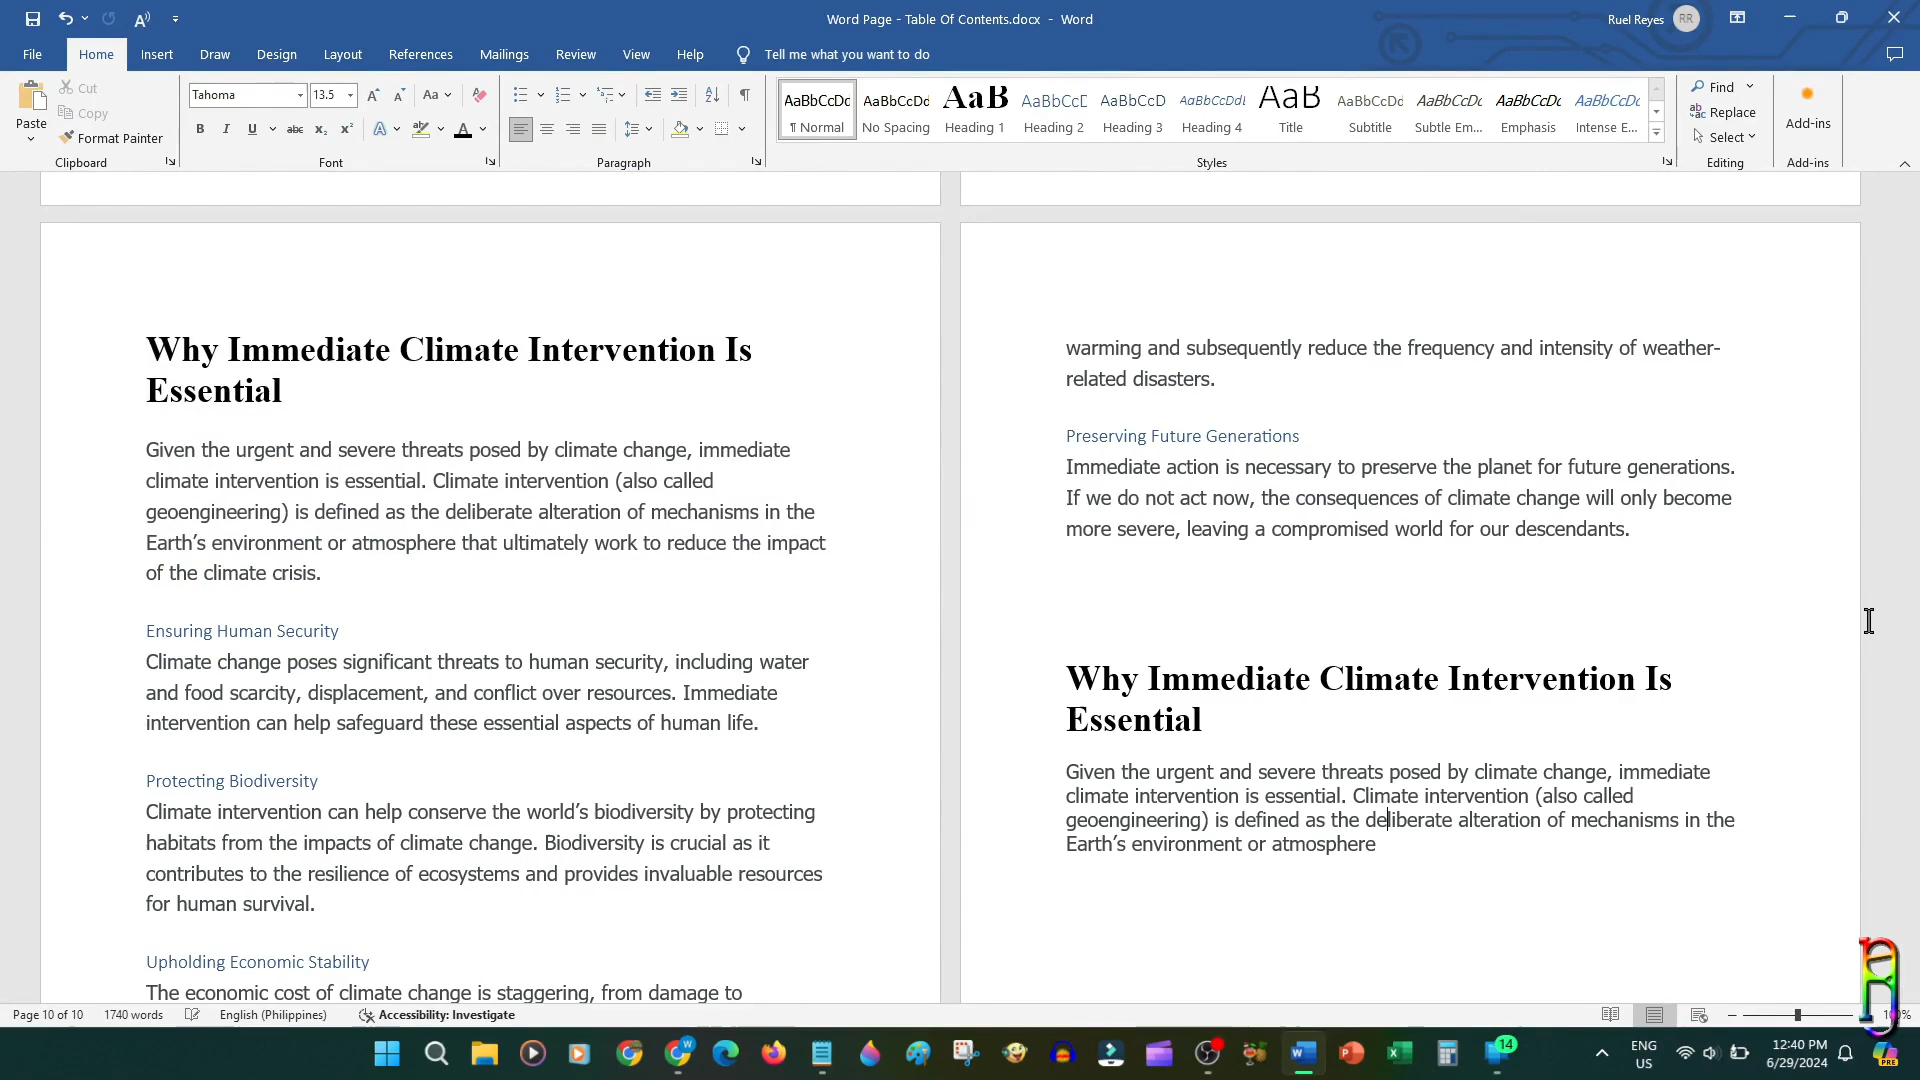 Word Page - Table Of Contents.docx - Word
Ruel Reyes
RR
File
Home
Insert
Draw
Design
Layout
References
Mailings
Review
View
Help
Tell me what you want to do
Paste
Cut
Copy
Format Painter
Clipboard
Tahoma
13.5
Font
Paragraph
AaBbCcDd
¶ Normal
AaBbCcDd
No Spacing
AaB
Heading 1
AaBbCcD
Heading 2
AaBbCcD
Heading 3
AaBbCcDd
Heading 4
AaB
Title
AaBbCcDd
Subtitle
AaBbCcDd
Subtle Em...
AaBbCcDd
Emphasis
AaBbCcDd
Intense E...
Styles
Find
Replace
Select
Editing
Add-ins
Add-ins
Why Immediate Climate Intervention Is
Essential
Given the urgent and severe threats posed by climate change, immediate
climate intervention is essential. Climate intervention (also called
geoengineering) is defined as the deliberate alteration of mechanisms in the
Earth’s environment or atmosphere that ultimately work to reduce the impact
of the climate crisis.
Ensuring Human Security
Climate change poses significant threats to human security, including water
and food scarcity, displacement, and conflict over resources. Immediate
intervention can help safeguard these essential aspects of human life.
Protecting Biodiversity
Climate intervention can help conserve the world’s biodiversity by protecting
habitats from the impacts of climate change. Biodiversity is crucial as it
contributes to the resilience of ecosystems and provides invaluable resources
for human survival.
Upholding Economic Stability
The economic cost of climate change is staggering, from damage to
warming and subsequently reduce the frequency and intensity of weather-
related disasters.
Preserving Future Generations
Immediate action is necessary to preserve the planet for future generations.
If we do not act now, the consequences of climate change will only become
more severe, leaving a compromised world for our descendants.
Why Immediate Climate Intervention Is
Essential
Given the urgent and severe threats posed by climate change, immediate
climate intervention is essential. Climate intervention (also called
geoengineering) is defined as the deliberate alteration of mechanisms in the
Earth’s environment or atmosphere
Page 10 of 10
1740 words
English (Philippines)
Accessibility: Investigate
14
ENG
US
12:40 PM
6/29/2024
PRE